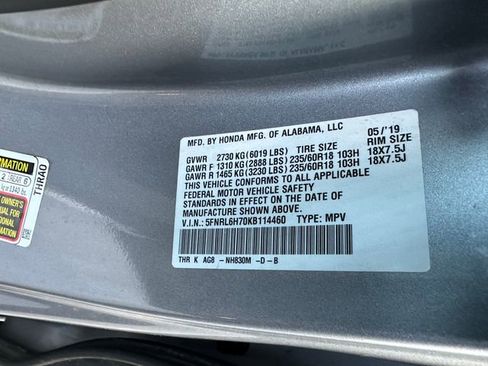 MFD. BY HONDA MFG. OF ALABAMA, LLC
05/'19
GVWR 2730 KG (6019 LBS) TIRE SIZE RIM SIZE
GAWR F 1310 KG (2888 LBS) 235/60R18 103H 18X7.5J
GAWR R 1465 KG (3230 LBS) 235/60R18 103H 18X7.5J
THIS VEHICLE CONFORMS TO ALL APPLICABLE
FEDERAL MOTOR VEHICLE SAFETY
STANDARDS IN EFFECT ON THE DATE OF
MANUFACTURE SHOWN ABOVE.
V.I.N.: 5FNRL6H70KB114460 TYPE: MPV
THR K AG8 -NH830M -D -B
THRAO